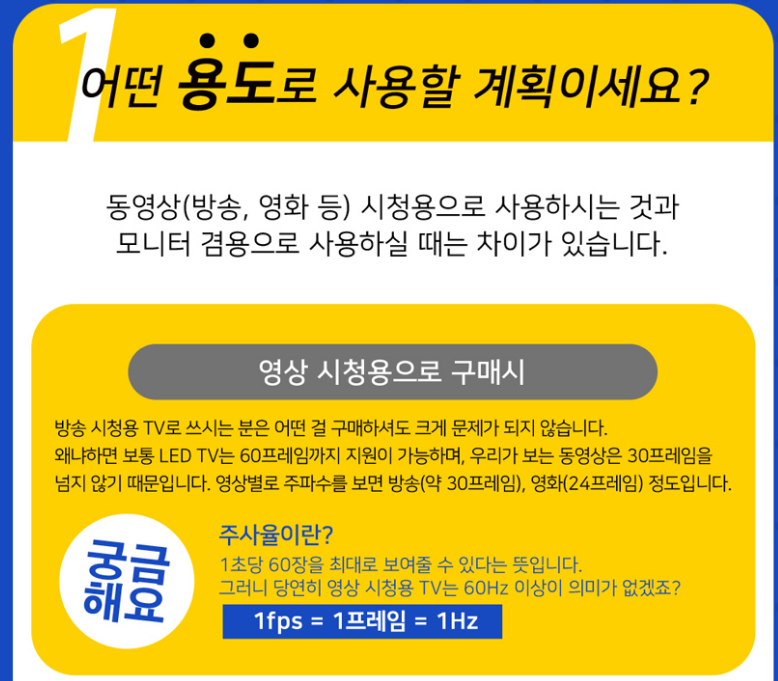 1
어떤 용도로 사용할 계획이세요?
동영상(방송, 영화 등) 시청용으로 사용하시는 것과
모니터 겸용으로 사용하실 때는 차이가 있습니다.
영상 시청용으로 구매시
방송 시청용 TV로 쓰시는 분은 어떤 걸 구매하셔도 크게 문제가 되지 않습니다.
왜냐하면 보통 LED TV는 60프레임까지 지원이 가능하며, 우리가 보는 동영상은 30프레임을
넘지 않기 때문입니다. 영상별로 주파수를 보면 방송(약 30프레임), 영화(24프레임) 정도입니다.
궁금
해요
주사율이란?
1초당 60장을 최대로 보여줄 수 있다는 뜻입니다.
그러니 당연히 영상 시청용 TV는 60Hz 이상이 의미가 없겠죠?
1fps = 1프레임 = 1Hz